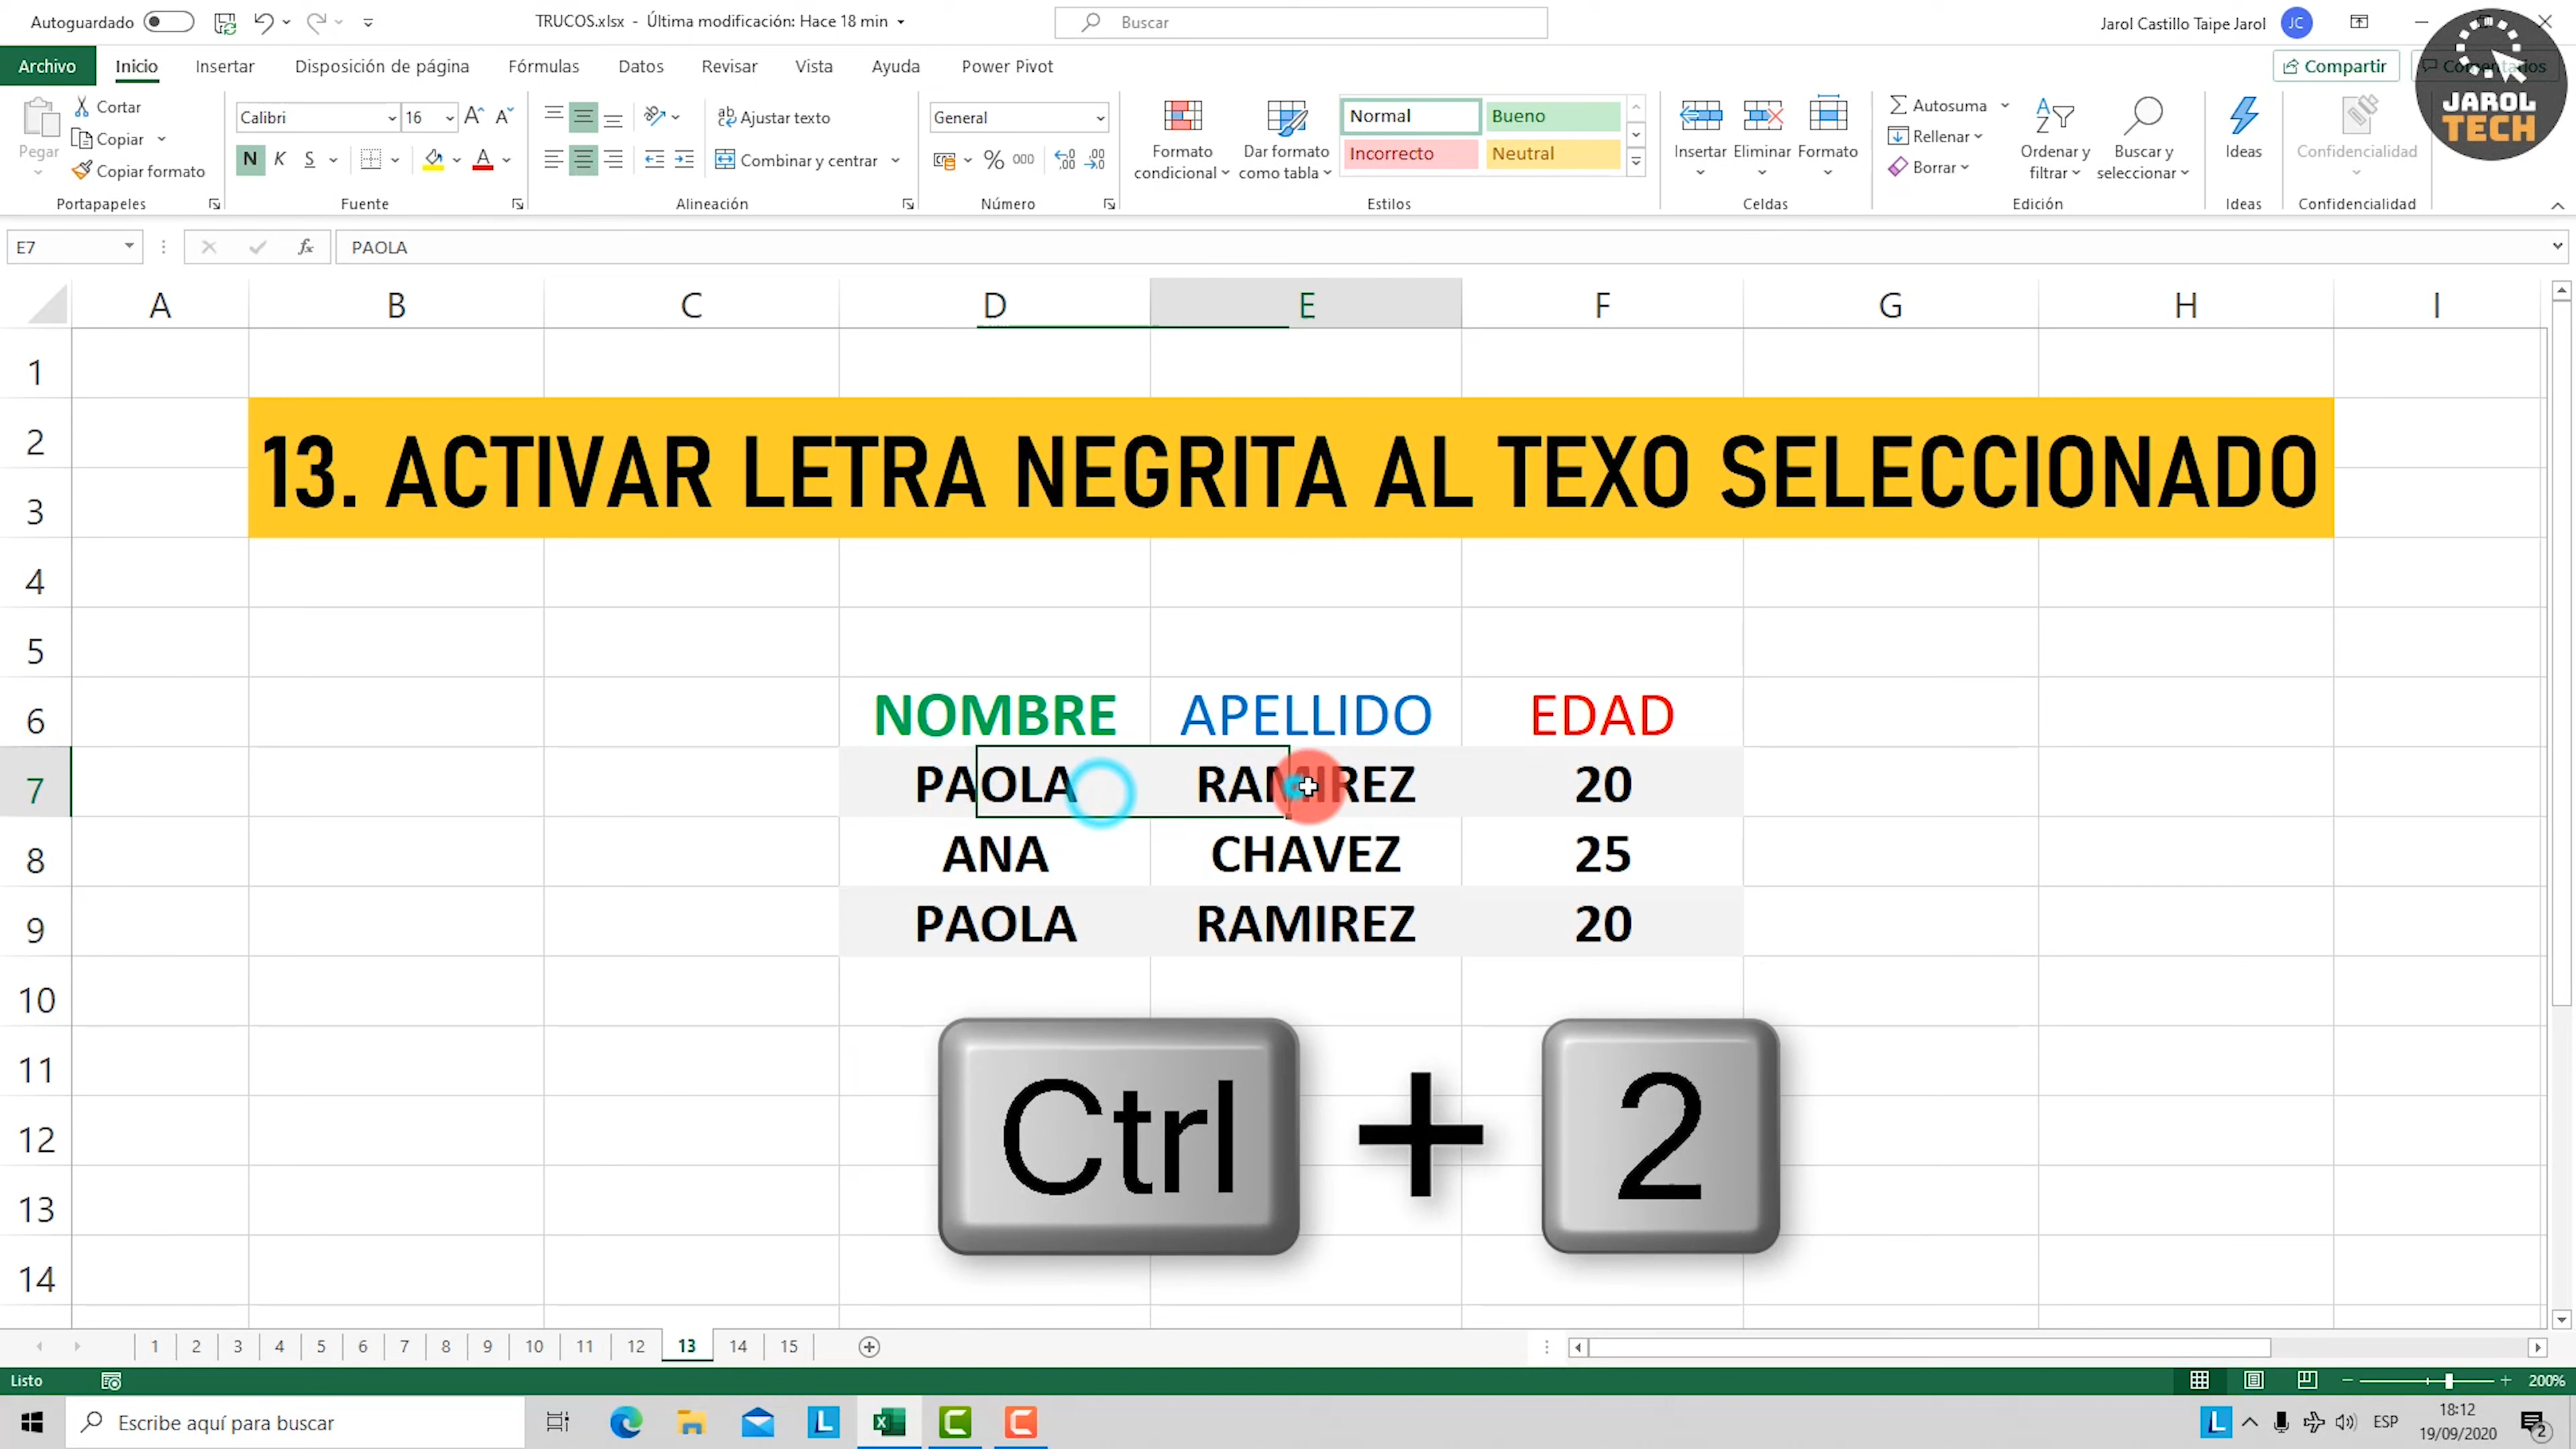 Autoguardado TRUCOS.xlsx - Última modificación: Hace 18 min Buscar Jarol Castillo Taipe Jarol JC
Archivo Inicio Insertar Disposición de página Fórmulas Datos Revisar Vista Ayuda Power Pivot Compartir
JAROL
TECH
Pegar
Cortar
Copiar
Copiar formato
Portapapeles
Calibri 16
N K S
Fuente
Ajustar texto
Combinar y centrar
Alineación
General
% 000
Número
Formato condicional
Dar formato como tabla
Normal Bueno
Incorrecto Neutral
Estilos
Insertar Eliminar Formato
Celdas
Autosuma
Rellenar
Borrar
Ordenar y filtrar
Buscar y seleccionar
Edición
Ideas
Ideas
Confidencialidad
Confidencialidad
E7 fx PAOLA
A B C D E F G H I
1
2
3
13. ACTIVAR LETRA NEGRITA AL TEXO SELECCIONADO
4
5
6 NOMBRE APELLIDO EDAD
7 PAOLA RAMIREZ 20
8 ANA CHAVEZ 25
9 PAOLA RAMIREZ 20
10
11
12
13
14
Ctrl + 2
1 2 3 4 5 6 7 8 9 10 11 12 13 14 15
Listo 200%
Escribe aquí para buscar
ESP
18:12
19/09/2020
2